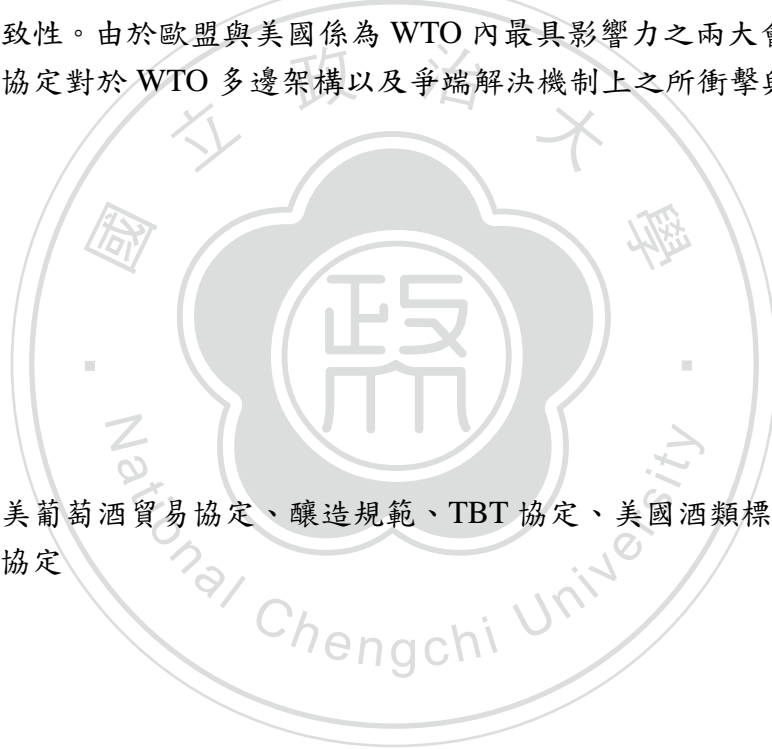 致性。由於歐盟與美國係為 WTO 內最具影響力之兩大會
協定對於 WTO 多邊架構以及爭端解決機制上之所衝擊與
國立政治大學
政
美葡萄酒貿易協定、釀造規範、TBT 協定、美國酒類標
協定
National Chengchi University